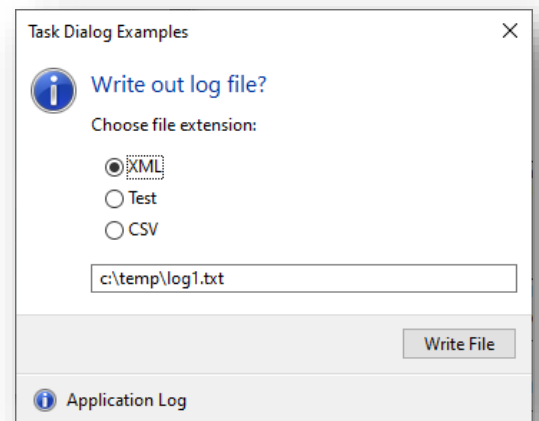 Task Dialog Examples
Write out log file?
Choose file extension:
XML
Test
CSV
c:\temp\log1.txt
Write File
Application Log